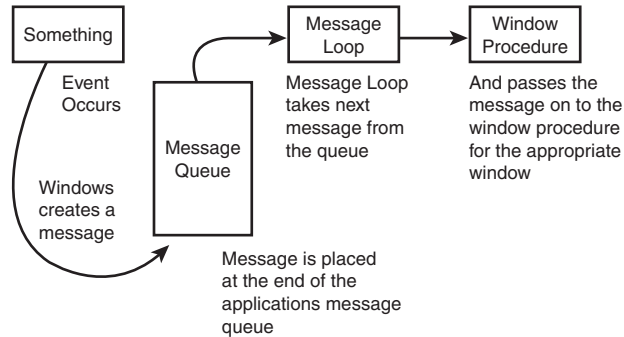 Something
Event
Occurs
Windows
creates a
message
Message
Queue
Message is placed
at the end of the
applications message
queue
Message
Loop
Message Loop
takes next
message from
the queue
Window
Procedure
And passes the
message on to the
window procedure
for the appropriate
window